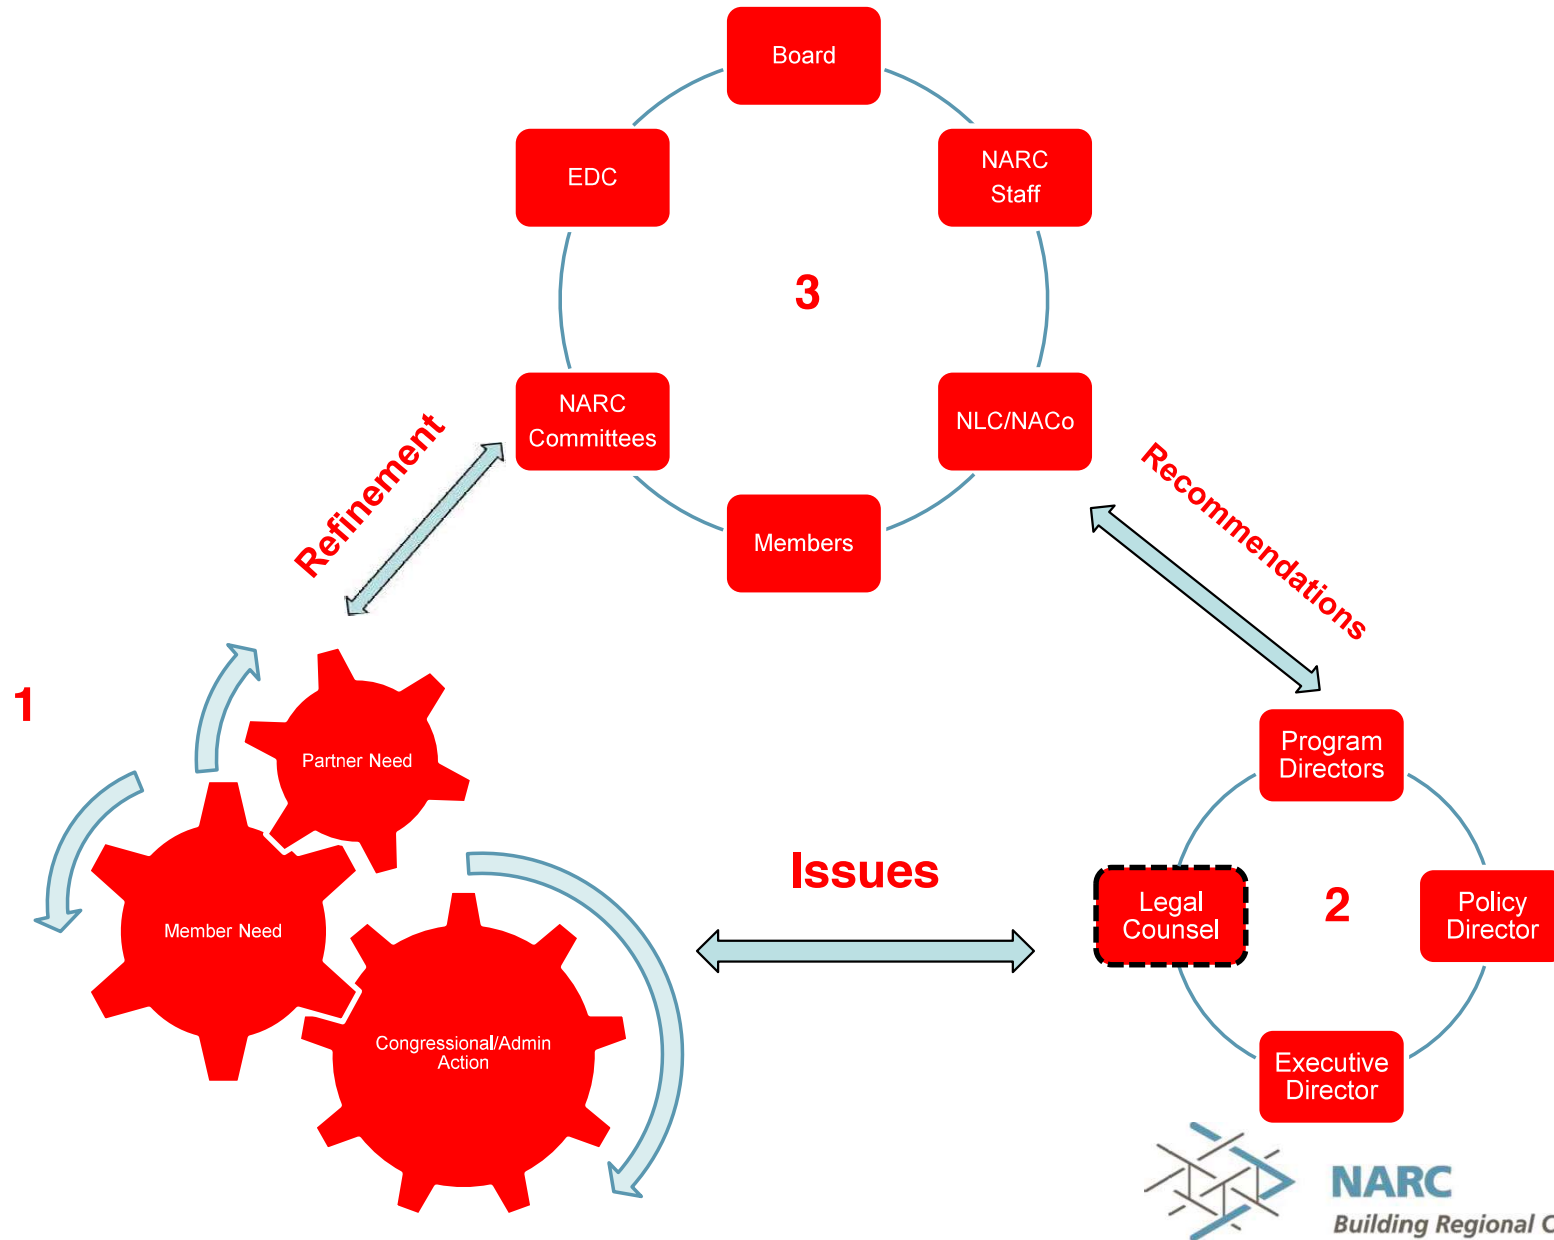 Board
EDC
NARC
Staff
3
NARC
Committees
NLC/NACo
Members
Refinement
Recommendations
1
Partner Need
Member Need
Congressional/Admin
Action
Issues
Program
Directors
Legal
Counsel
2
Policy
Director
Executive
Director
NARC
Building Regional C